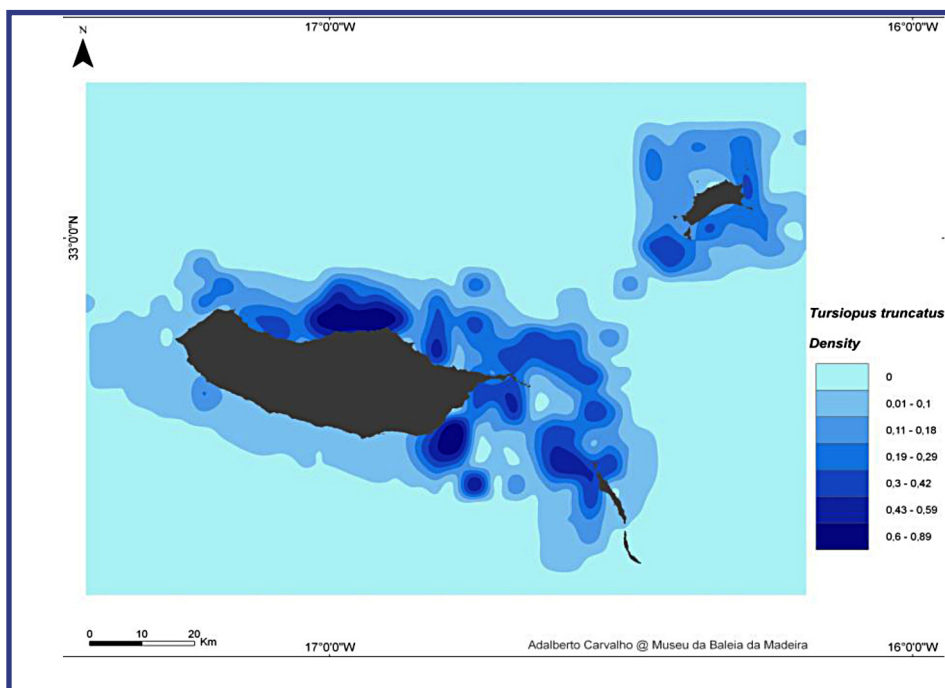 17°0'0"W 16°0'0"W
N
33°0'0"N
Tursiopus truncatus
Density
0
0,01 - 0,1
0,11 - 0,18
0,19 - 0,29
0,3 - 0,42
0,43 - 0,59
0,6 - 0,89
0 10 20
Km
Adalberto Carvalho @ Museu da Baleia da Madeira
17°0'0"W 16°0'0"W